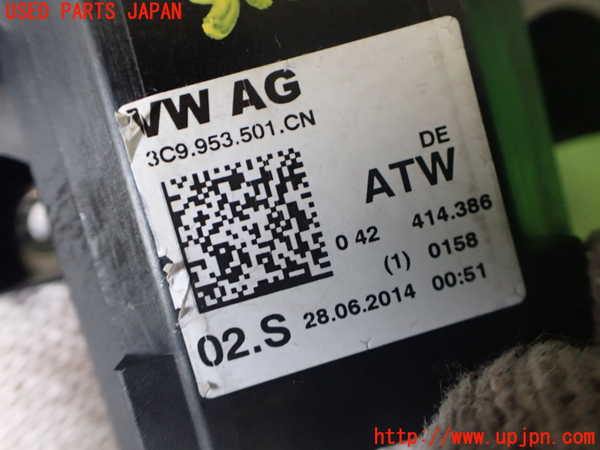 USED PARTS JAPAN
VW AG
3C9.953.501.CN
DE
ATW
0 42 414.386
(1) 0158
02.S 28.06.2014 00:51
http://www-upjpn.com/